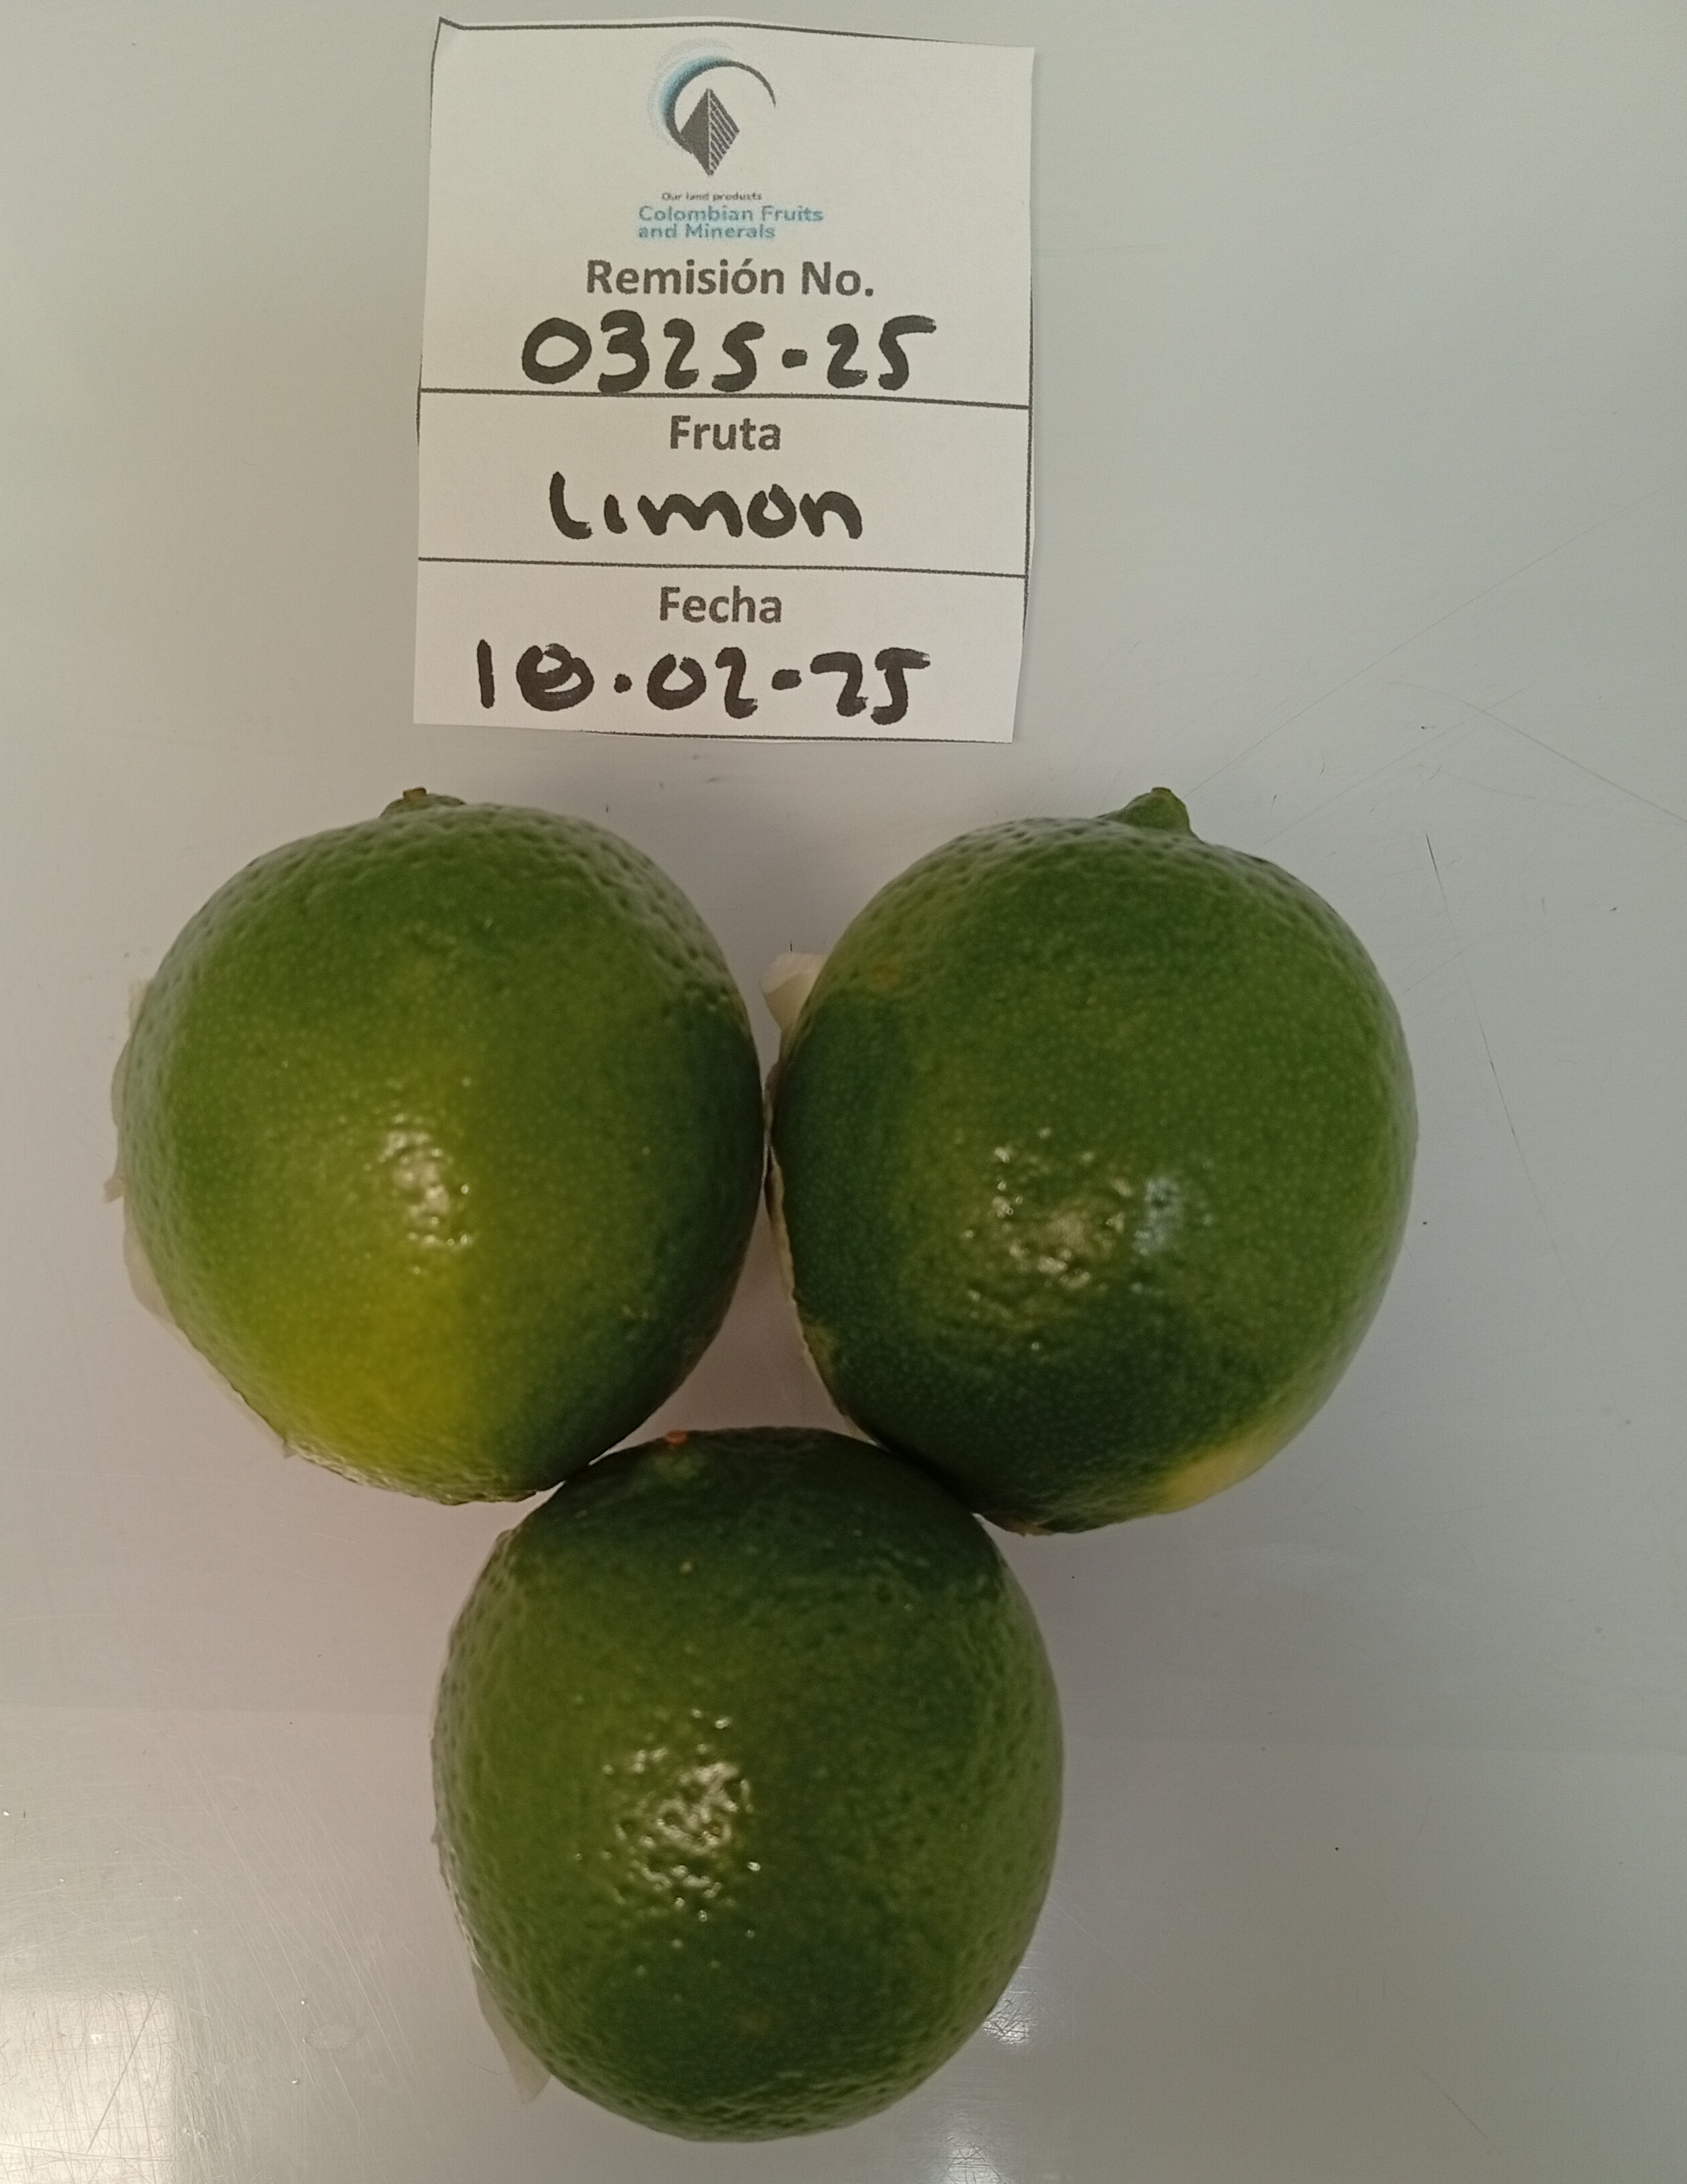 Our land products
Colombian Fruits
and Minerals
Remisión No.
0325-25
Fruta
Limon
Fecha
10.02-25